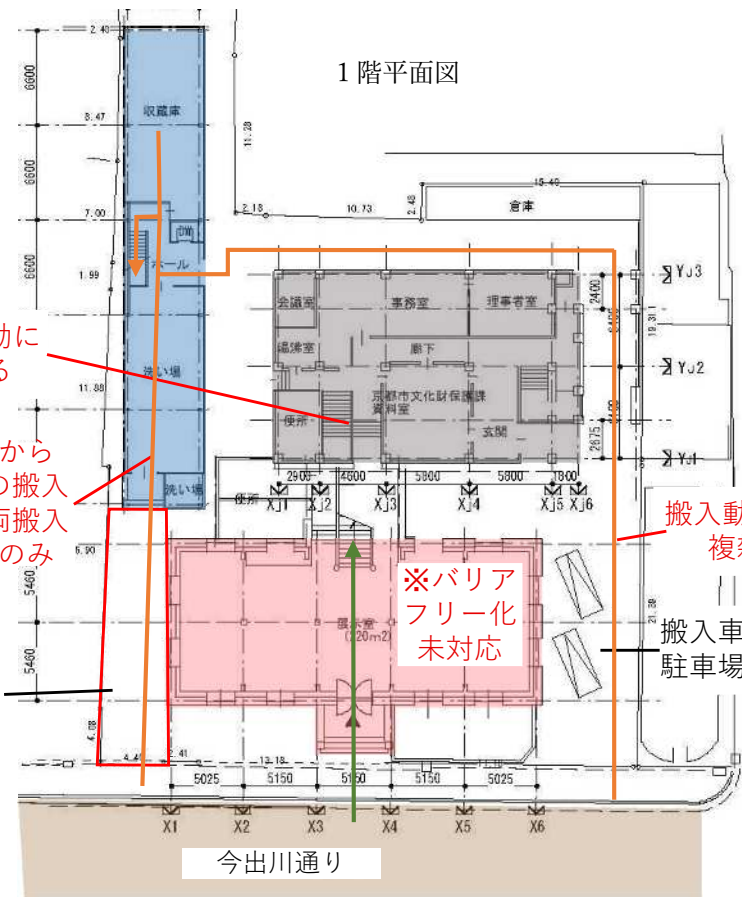 1階平面図
2.40
6600
収蔵庫
8.47
11.28
6600
15.40
倉庫
7.00
2.18
10.73
2.48
DW
6600
ホール
YJ3
1.99
会議室
事務室
理事者室
2400
19.311
動に
る
湯沸室
廊下
YJ2
洗い場
11.88
京都市文化財保護課
資料室
便所
玄関
2675
から
の搬入
両搬入
のみ
YJ1
2900
4600
5800
5800
1800
洗い場
便所
XJ1
XJ2
XJ3
XJ4
XJ5
XJ6
搬入動
複
5.90
※バリア
フリー化
未対応
5460
展示室
(220m2)
21.89
搬入車
駐車場
5460
4.08
2.41
13.18
5025
5150
5150
5150
5025
X1
X2
X3
X4
X5
X6
今出川通り